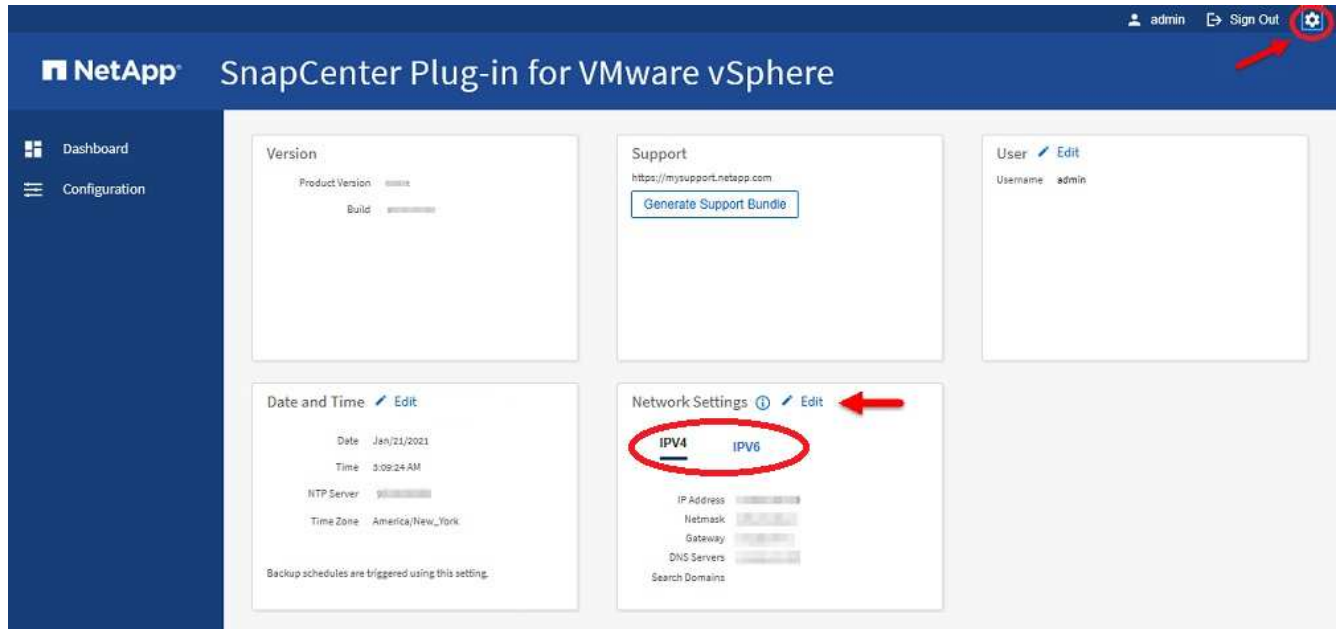 admin Sign Out
NetApp SnapCenter Plug-in for VMware vSphere
Dashboard
Configuration
Version
Product Version
Build
Support
https://mysupport.netapp.com
Generate Support Bundle
User Edit
Username admin
Date and Time Edit
Date Jan/21/2021
Time 3:09:24 AM
NTP Server
Time Zone America/New_York
Backup schedules are triggered using this setting.
Network Settings Edit
IPV4 IPV6
IP Address
Netmask
Gateway
DNS Servers
Search Domains